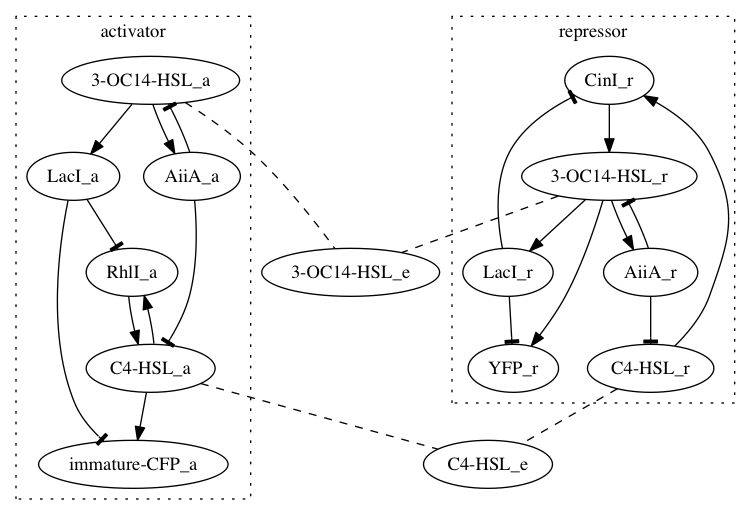 activator
repressor
3-OC14-HSL_a
CinI_r
LacI_a
AiiA_a
3-OC14-HSL_r
RhlI_a
3-OC14-HSL_e
LacI_r
AiiA_r
C4-HSL_a
YFP_r
C4-HSL_r
immature-CFP_a
C4-HSL_e